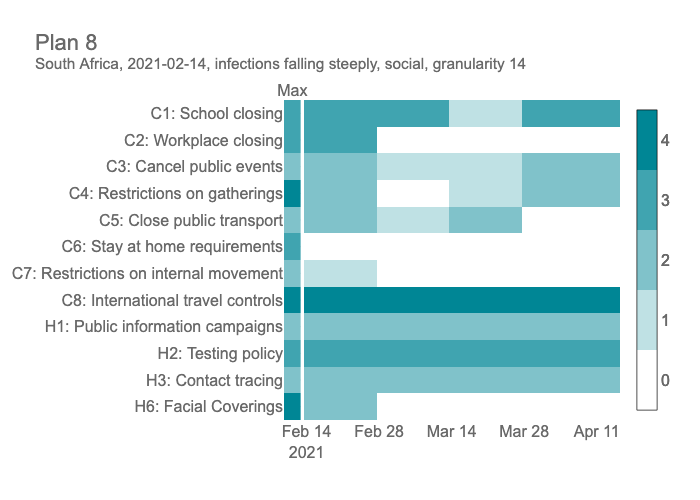 Plan 8
South Africa, 2021-02-14, infections falling steeply, social, granularity 14
Max
C1: School closing
C2: Workplace closing
C3: Cancel public events
C4: Restrictions on gatherings
C5: Close public transport
C6: Stay at home requirements
C7: Restrictions on internal movement
C8: International travel controls
H1: Public information campaigns
H2: Testing policy
H3: Contact tracing
H6: Facial Coverings
Feb 14 Feb 28 Mar 14 Mar 28 Apr 11
2021
4
3
2
1
0